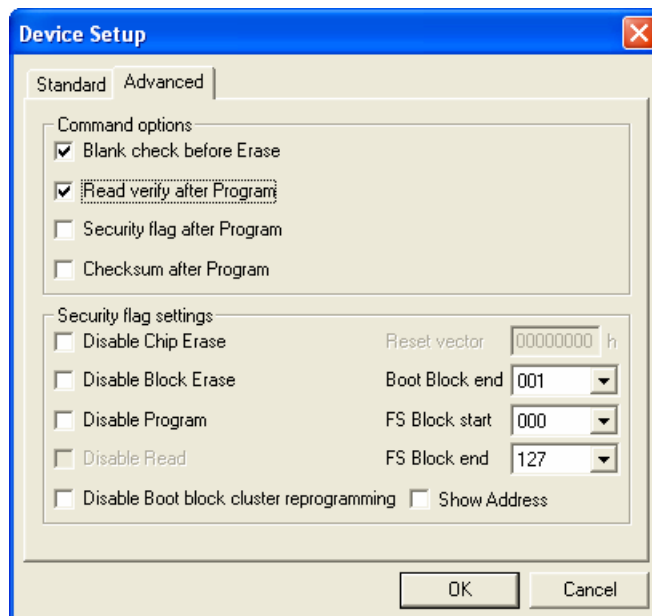 Device Setup
Standard Advanced
Command options
Blank check before Erase
Read verify after Program
Security flag after Program
Checksum after Program
Security flag settings
Disable Chip Erase Reset vector 00000000 h
Disable Block Erase Boot Block end 001
Disable Program FS Block start 000
Disable Read FS Block end 127
Disable Boot block cluster reprogramming Show Address
OK Cancel